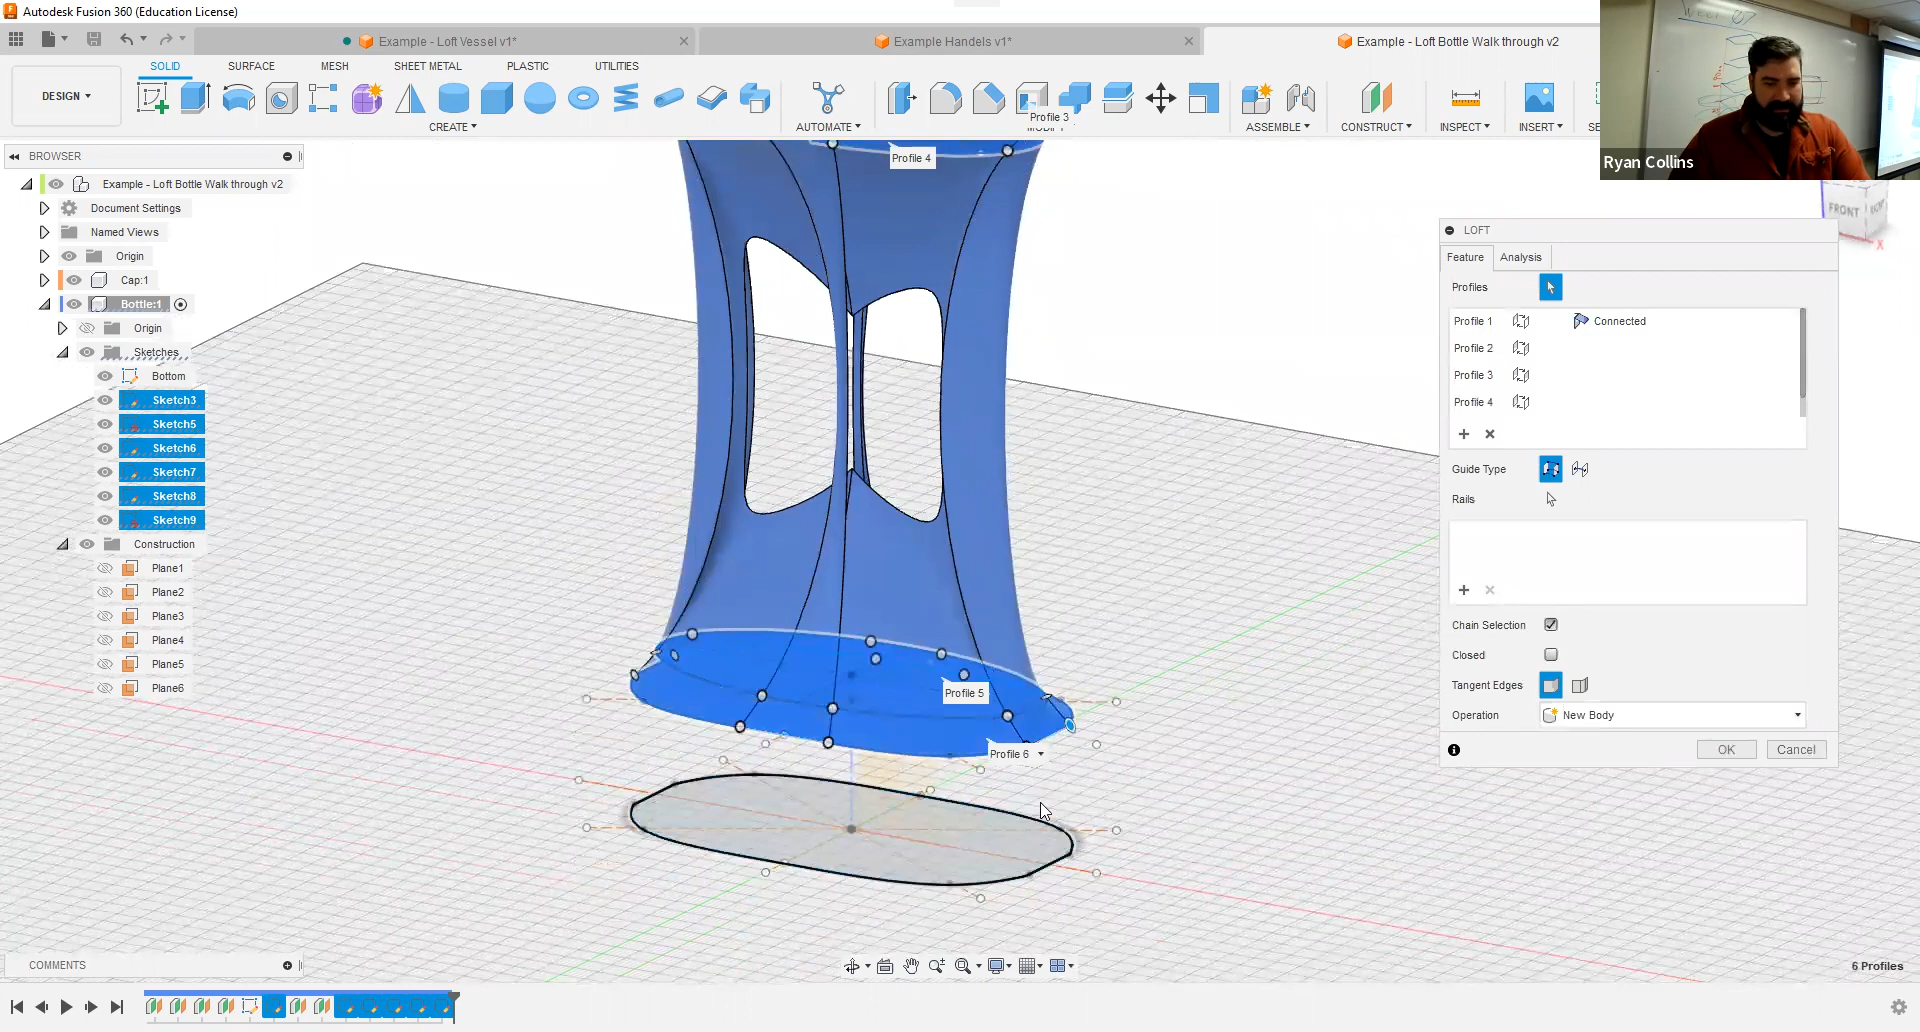 Autodesk Fusion 360 (Education License)
Example - Loft Vessel v1*
Example Handels v1*
Example - Loft Bottle Walk through v2
DESIGN
SOLID
SURFACE
MESH
SHEET METAL
PLASTIC
UTILITIES
CREATE
AUTOMATE
ASSEMBLE
CONSTRUCT
INSPECT
INSERT
Ryan Collins
BROWSER
Example - Loft Bottle Walk through v2
Document Settings
Named Views
Origin
Cap:1
Bottle:1
Origin
Sketches
Bottom
Sketch3
Sketch5
Sketch6
Sketch7
Sketch8
Sketch9
Construction
Plane1
Plane2
Plane3
Plane4
Plane5
Plane6
Profile 3
Profile 4
Profile 5
Profile 6
FRONT
X
LOFT
Feature
Analysis
Profiles
Profile 1
Connected
Profile 2
Profile 3
Profile 4
Guide Type
Rails
Chain Selection
Closed
Tangent Edges
Operation
New Body
OK
Cancel
COMMENTS
6 Profiles